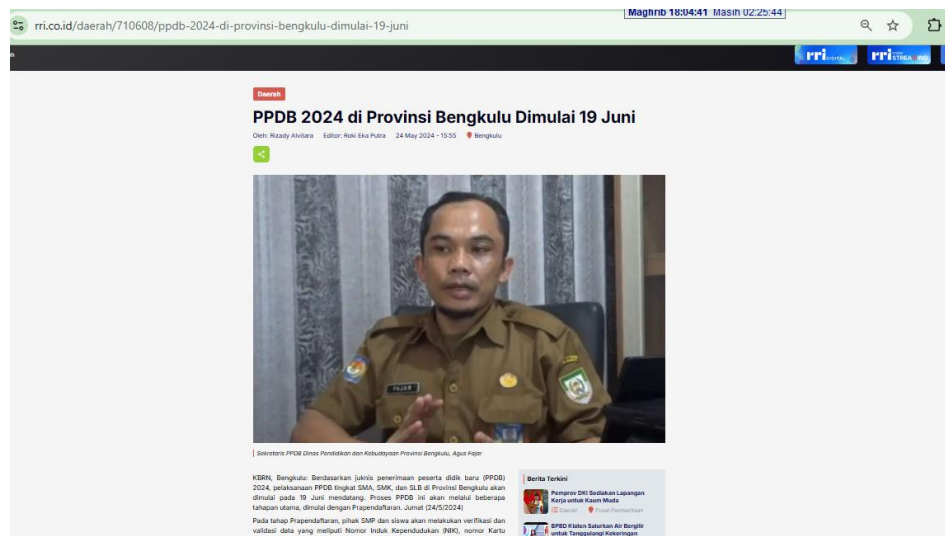 Maghrib 18:04:41 Masih 02:25:44
rri.co.id/daerah/710608/ppdb-2024-di-provinsi-bengkulu-dimulai-19-juni
rri DIGITAL
rri STREAMING
Daerah
PPDB 2024 di Provinsi Bengkulu Dimulai 19 Juni
Oleh: Rizady Alvitara Editor: Roki Eka Putra 24 May 2024 - 15:55 Bengkulu
FAJAR
Sekretaris PPDB Dinas Pendidikan dan Kebudayaan Provinsi Bengkulu, Agus Fajar
KBRN, Bengkulu: Berdasarkan juknis penerimaan peserta didik baru (PPDB)
2024, pelaksanaan PPDB tingkat SMA, SMK, dan SLB di Provinsi Bengkulu akan
dimulai pada 19 Juni mendatang. Proses PPDB ini akan melalui beberapa
tahapan utama, dimulai dengan Prapendaftaran. Jumat (24/5/2024)
Pada tahap Prapendaftaran, pihak SMP dan siswa akan melakukan verifikasi dan
validasi data yang meliputi Nomor Induk Kependudukan (NIK), nomor Kartu
Berita Terkini
Pemprov DKI Sediakan Lapangan
Kerja untuk Kaum Muda
Daerah Pusat Pemberitaan
BPBD Klaten Salurkan Air Bergilir
untuk Tanggulangi Kekeringan